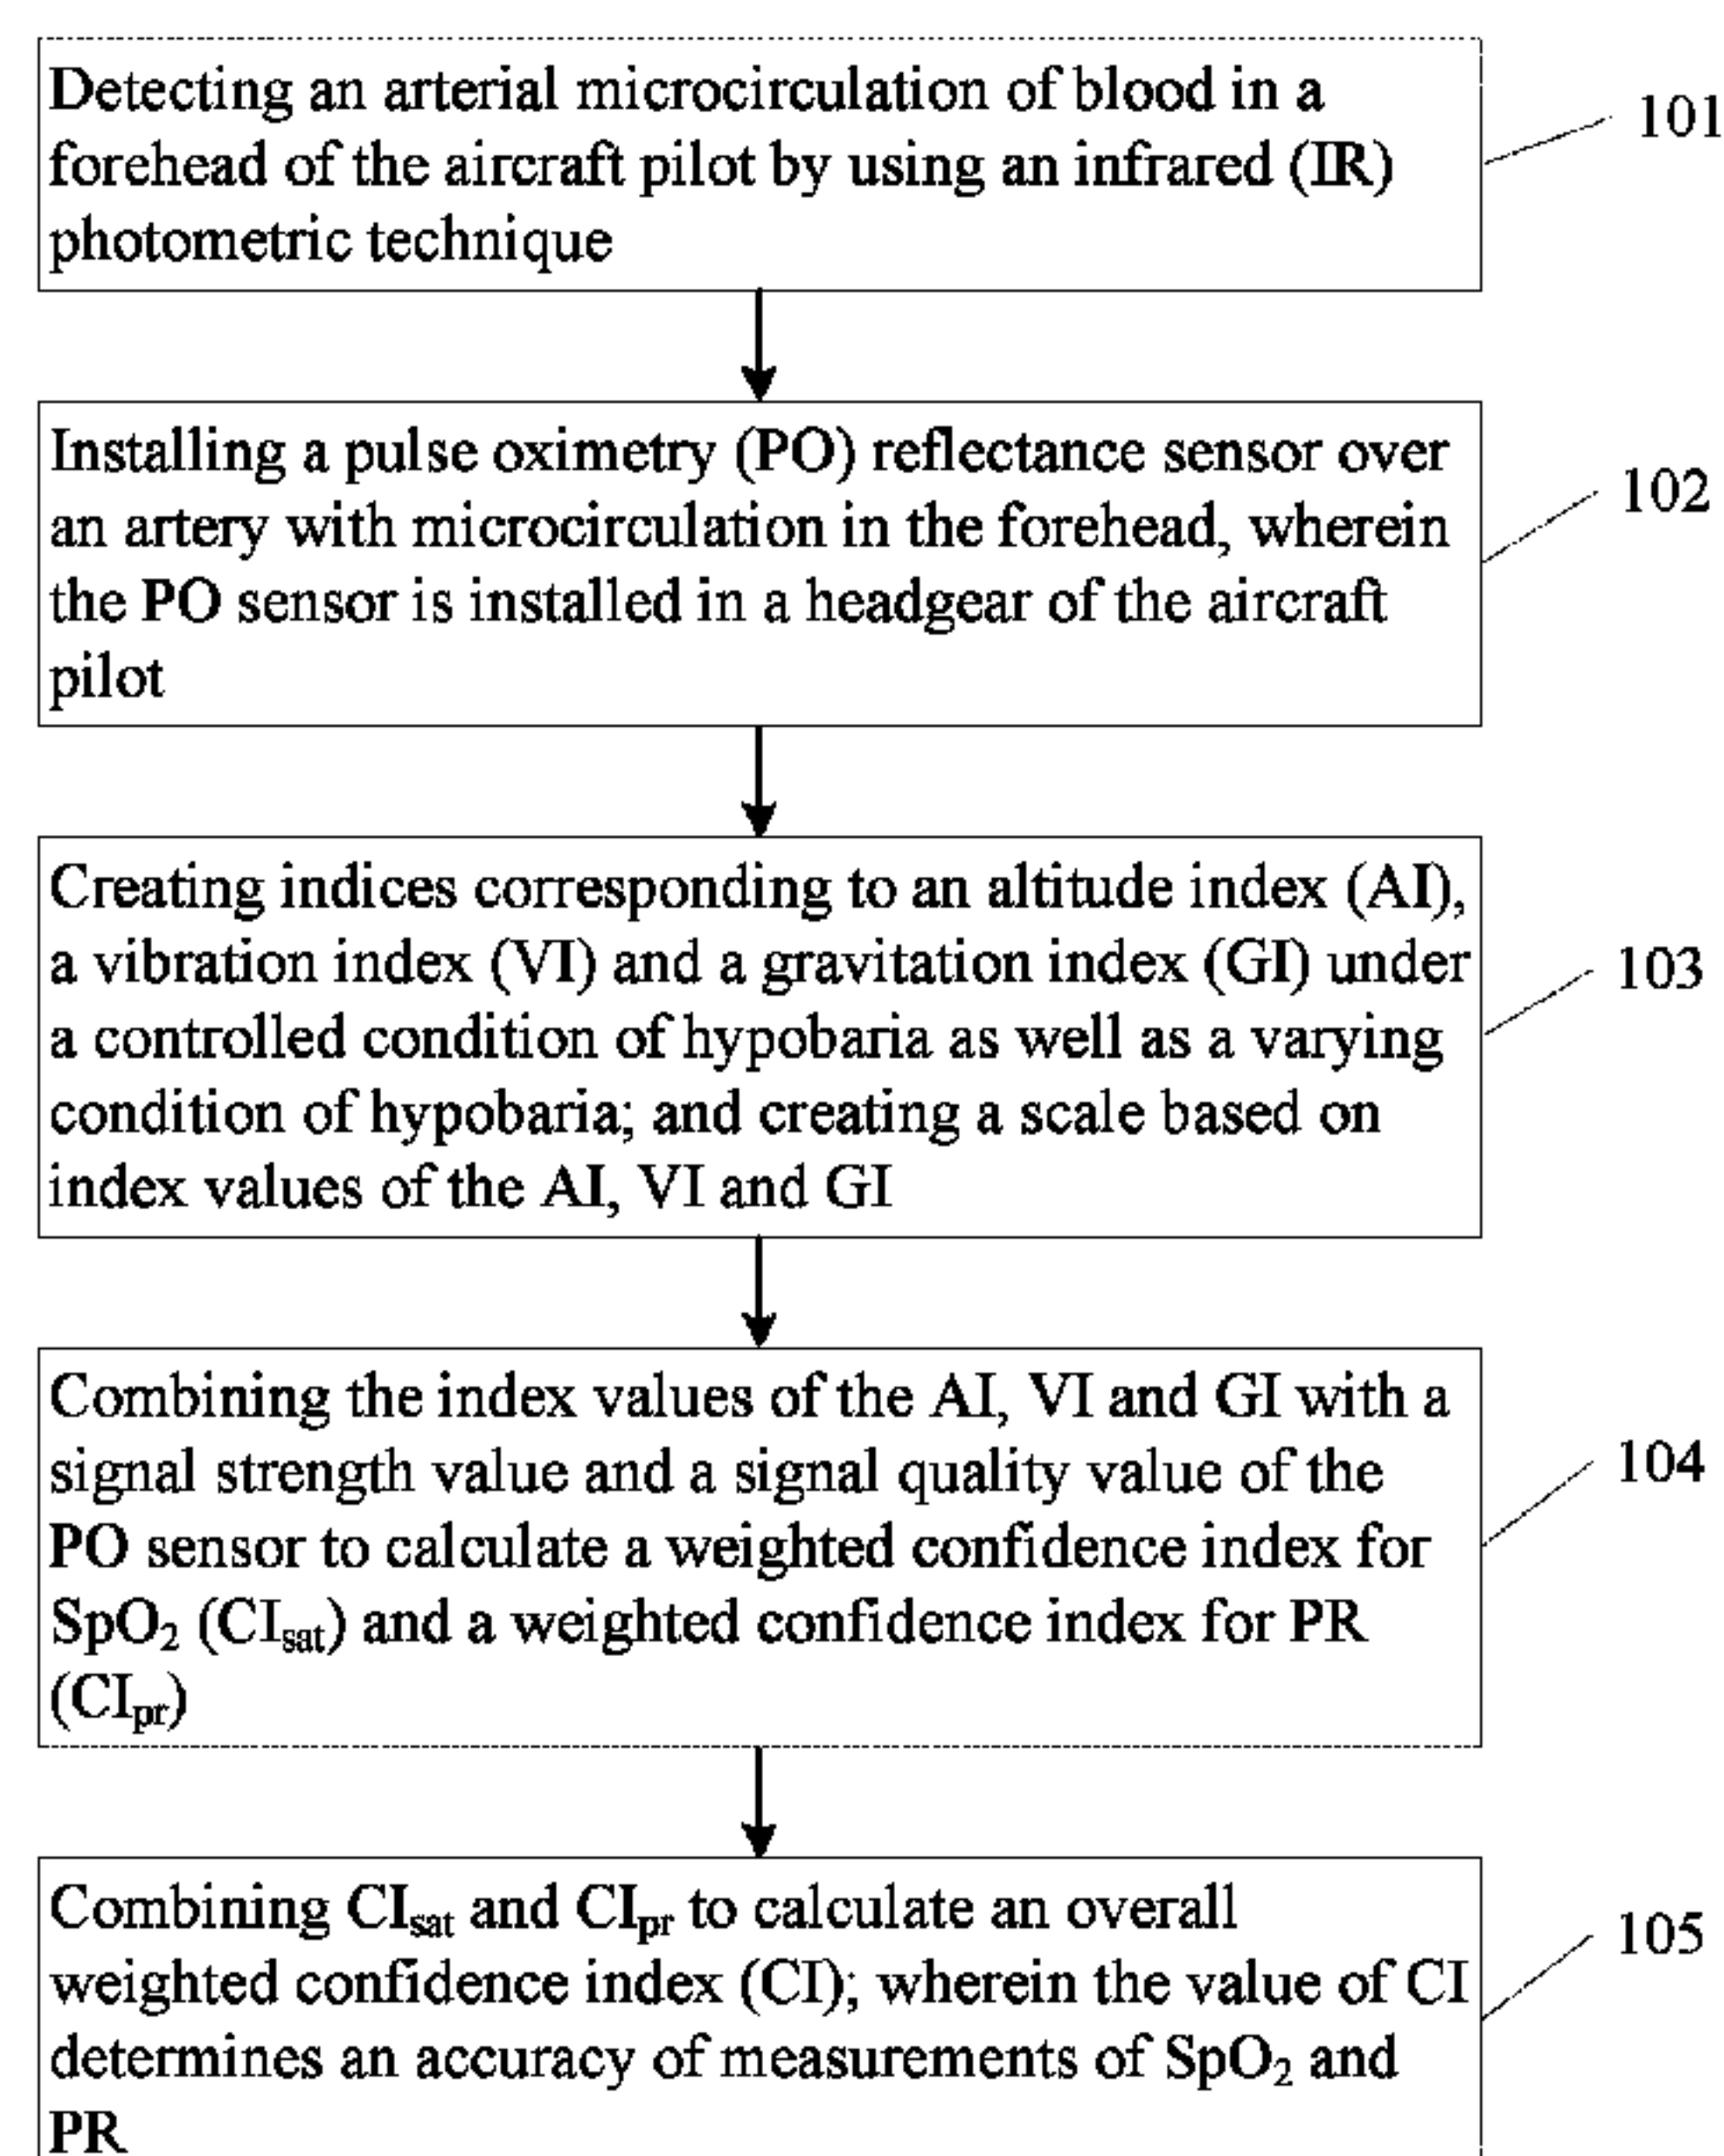 Detecting an arterial microcirculation of blood in a
forehead of the aircraft pilot by using an infrared (IR)
photometric technique
101
Installing a pulse oximetry (PO) reflectance sensor over
an artery with microcirculation in the forehead, wherein
the PO sensor is installed in a headgear of the aircraft
pilot
102
Creating indices corresponding to an altitude index (AI),
a vibration index (VI) and a gravitation index (GI) under
a controlled condition of hypobaria as well as a varying
condition of hypobaria; and creating a scale based on
index values of the AI, VI and GI
103
Combining the index values of the AI, VI and GI with a
signal strength value and a signal quality value of the
PO sensor to calculate a weighted confidence index for
SpO₂ (CIsat) and a weighted confidence index for PR
(CIpr)
104
Combining CIsat and CIpr to calculate an overall
weighted confidence index (CI); wherein the value of CI
determines an accuracy of measurements of SpO₂ and
PR
105